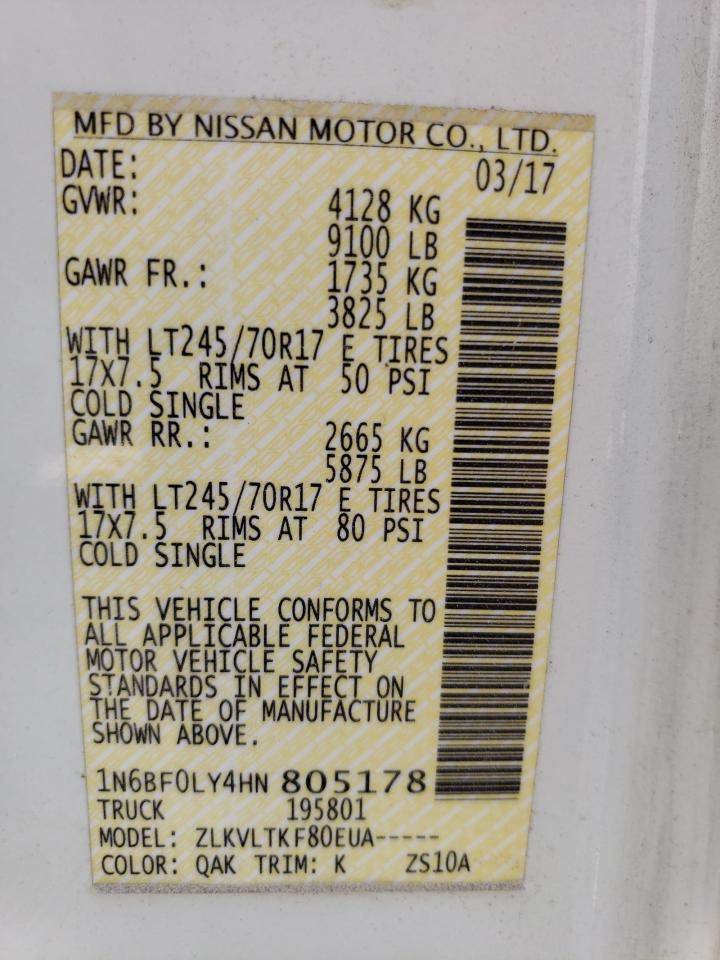 MFD BY NISSAN MOTOR CO., LTD.
DATE: 03/17
GVWR: 4128 KG
9100 LB
GAWR FR.: 1735 KG
3825 LB
WITH LT245/70R17 E TIRES
17X7.5 RIMS AT 50 PSI
COLD SINGLE
GAWR RR.: 2665 KG
5875 LB
WITH LT245/70R17 E TIRES
17X7.5 RIMS AT 80 PSI
COLD SINGLE
THIS VEHICLE CONFORMS TO
ALL APPLICABLE FEDERAL
MOTOR VEHICLE SAFETY
STANDARDS IN EFFECT ON
THE DATE OF MANUFACTURE
SHOWN ABOVE.
1N6BF0LY4HN 805178
TRUCK 195801
MODEL: ZLKVLTKF80EUA-----
COLOR: QAK TRIM: K ZS10A